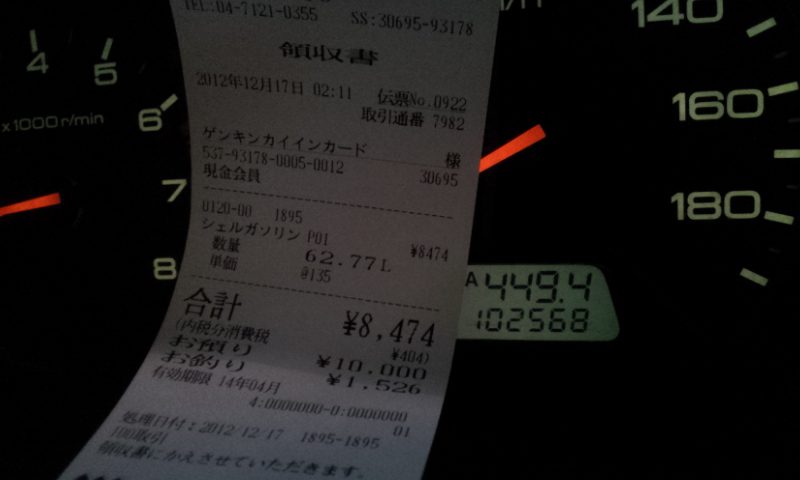 TEL:04-7121-0355 SS:30695-93178
領収書
2012年12月17日 02:11 伝票No.0922
取引通番 7982
ゲンキンカイインカード 様
537-93178-0005-0012 30695
現金会員
0120-00 1895
シェルガソリン P01 ¥8474
数量 62.77L
単価 @135
合計 ¥8,474
(内税分消費税 ¥404)
お預り ¥10,000
お釣り ¥1,526
有効期限 14年04月
4:0000000-0:0000000
01
処理日付:2012/12/17 1895-1895
100取引
領収書にかえさせていただきます。
4
5
x1000r/min
6
7
8
140
160
180
A 449.4
102568